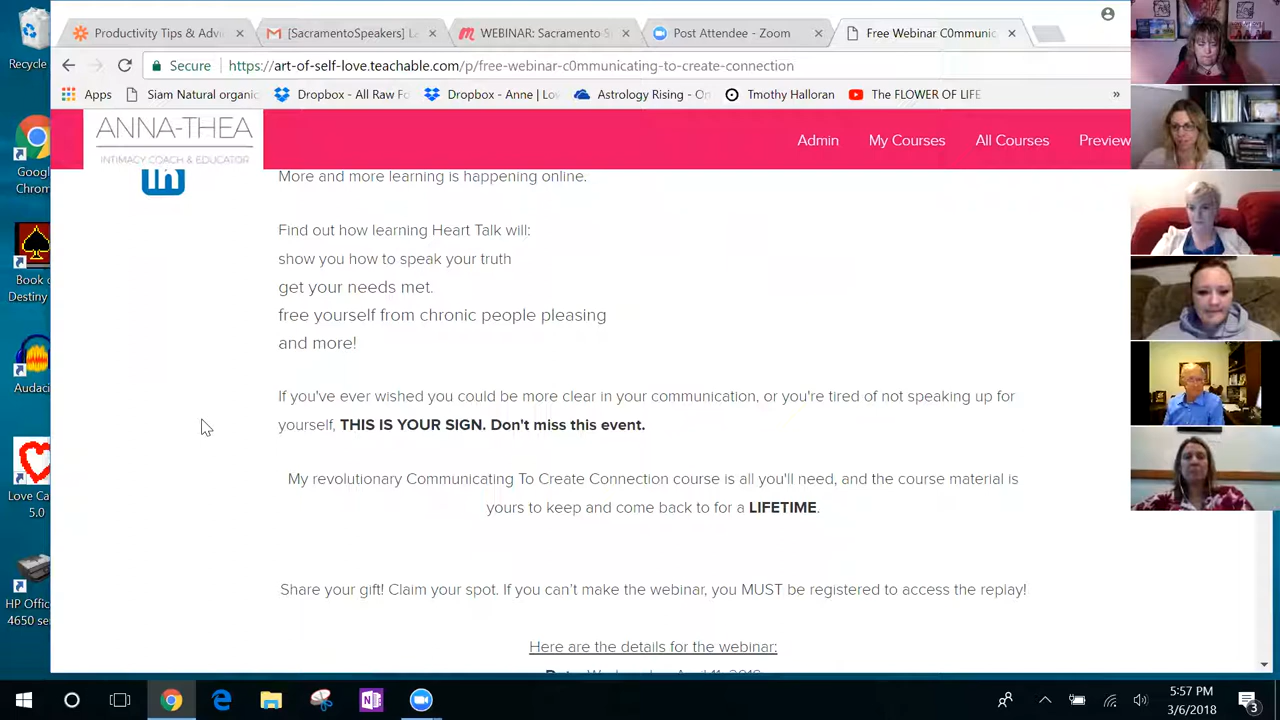 Productivity Tips & Adv
[SacramentoSpeakers] L
WEBINAR: Sacramento S
Post Attendee - Zoom
Free Webinar C0mmunic
Secure
https://art-of-self-love.teachable.com/p/free-webinar-c0mmunicating-to-create-connection
Apps
Siam Natural organic
Dropbox - All Raw Fo
Dropbox - Anne | Lov
Astrology Rising - On
Timothy Halloran
The FLOWER OF LIFE
»
ANNA-THEA
INTIMACY COACH & EDUCATOR
Admin
My Courses
All Courses
Preview
in
More and more learning is happening online.
Find out how learning Heart Talk will:
show you how to speak your truth
get your needs met.
free yourself from chronic people pleasing
and more!
If you've ever wished you could be more clear in your communication, or you're tired of not speaking up for
yourself, THIS IS YOUR SIGN. Don't miss this event.
My revolutionary Communicating To Create Connection course is all you'll need, and the course material is
yours to keep and come back to for a LIFETIME.
Share your gift! Claim your spot. If you can't make the webinar, you MUST be registered to access the replay!
Here are the details for the webinar:
Recycle
Googl
Chrom
Book o
Destiny
Audaci
Love Ca
5.0
HP Offic
4650 se
5:57 PM
3/6/2018
3